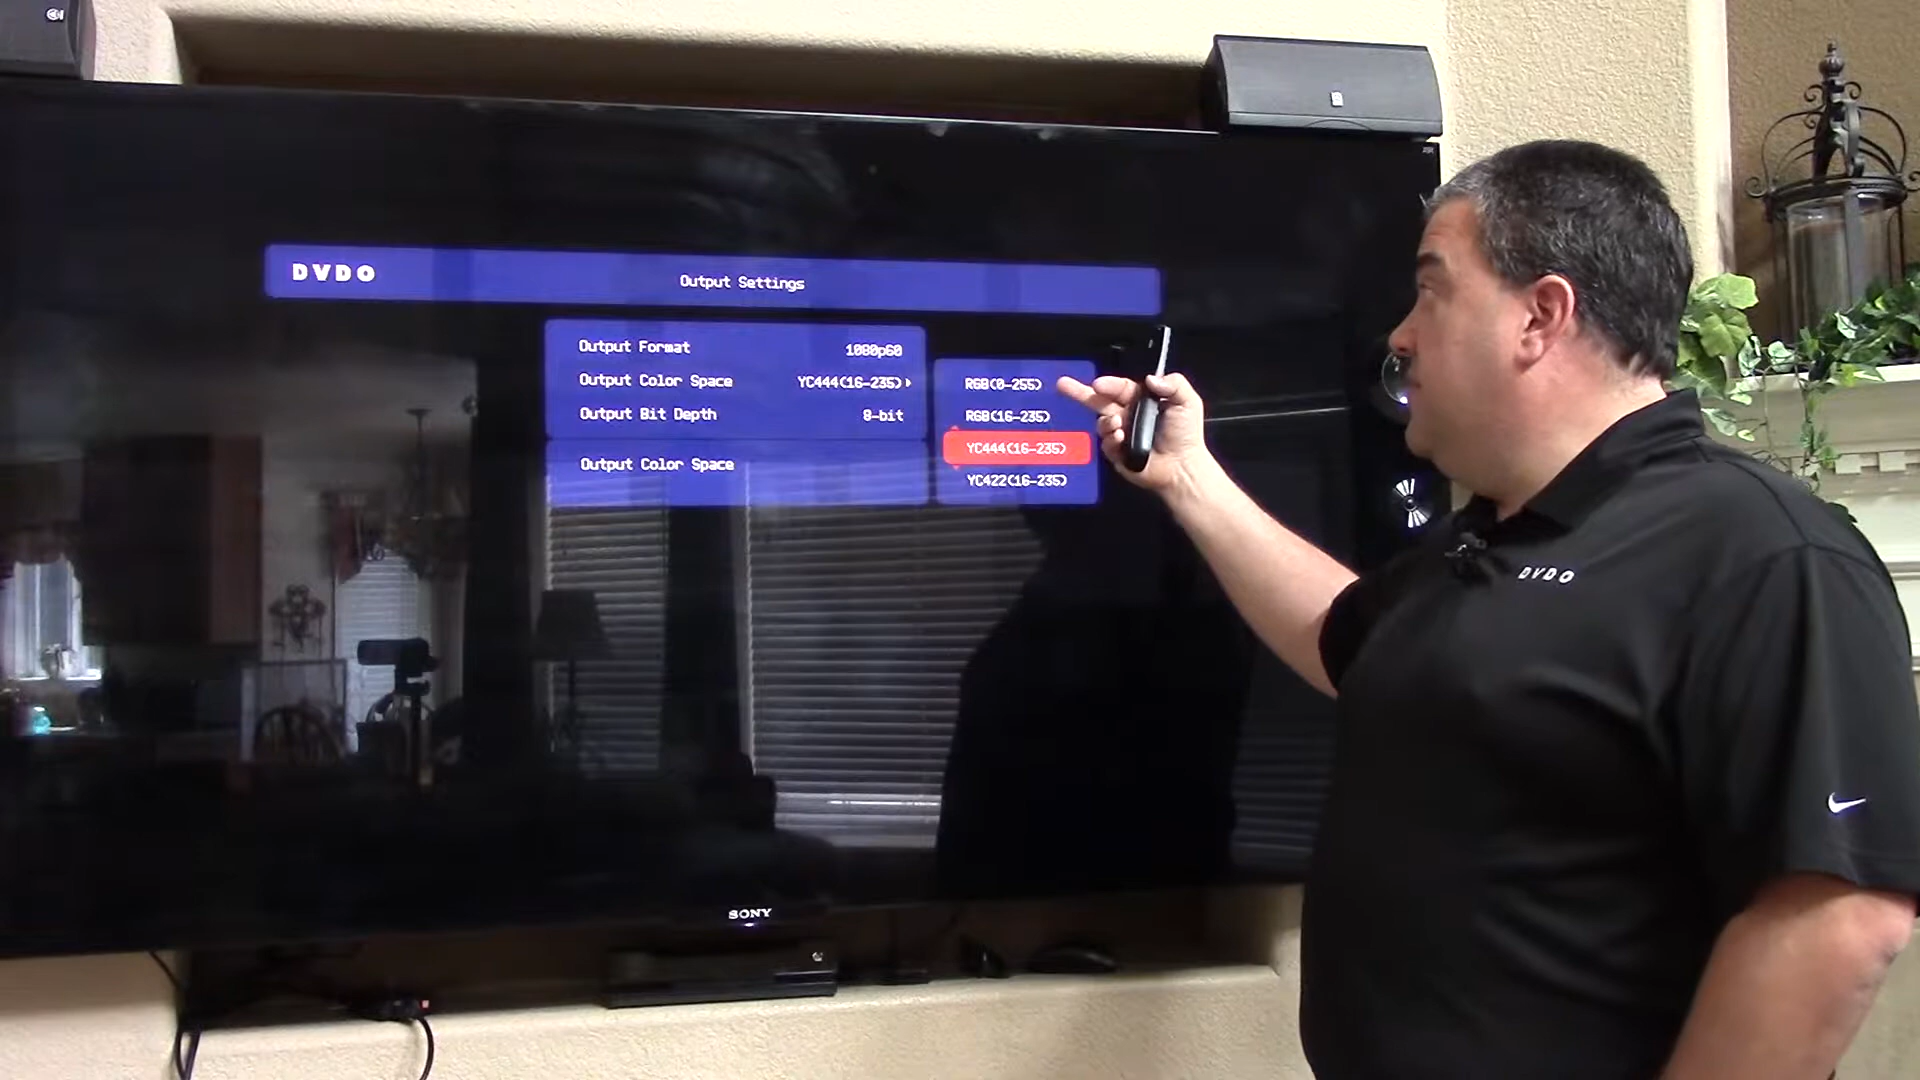 DVDO
Output Settings
Output Format 1080p60
Output Color Space YC444(16-235)
Output Bit Depth 8-bit
Output Color Space
RGB(0-255)
RGB(16-235)
YC444(16-235)
YC422(16-235)
DVDO
SONY